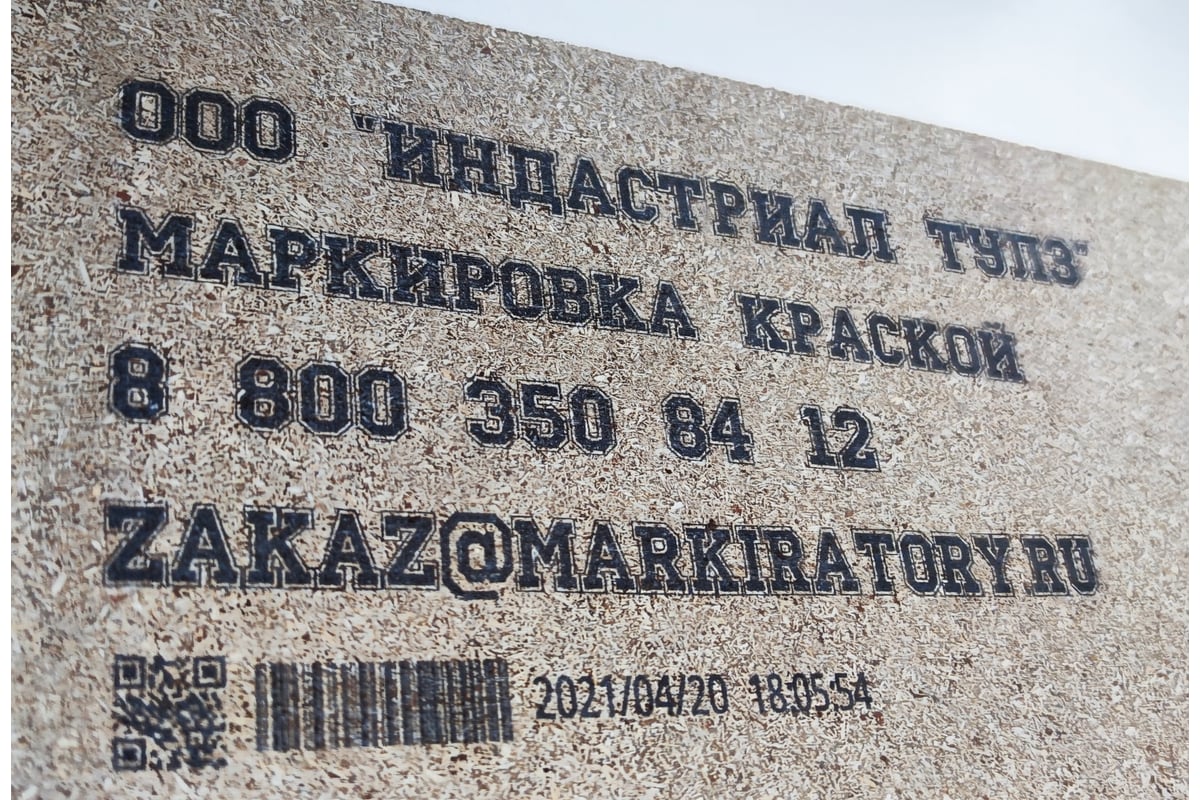 ООО "ИНДАСТРИАЛ ТУЛЗ"
МАРКИРОВКА КРАСКОЙ
8 800 350 84 12
ZAKAZ@MARKIRATORY.RU
2021/04/20 18:05:54